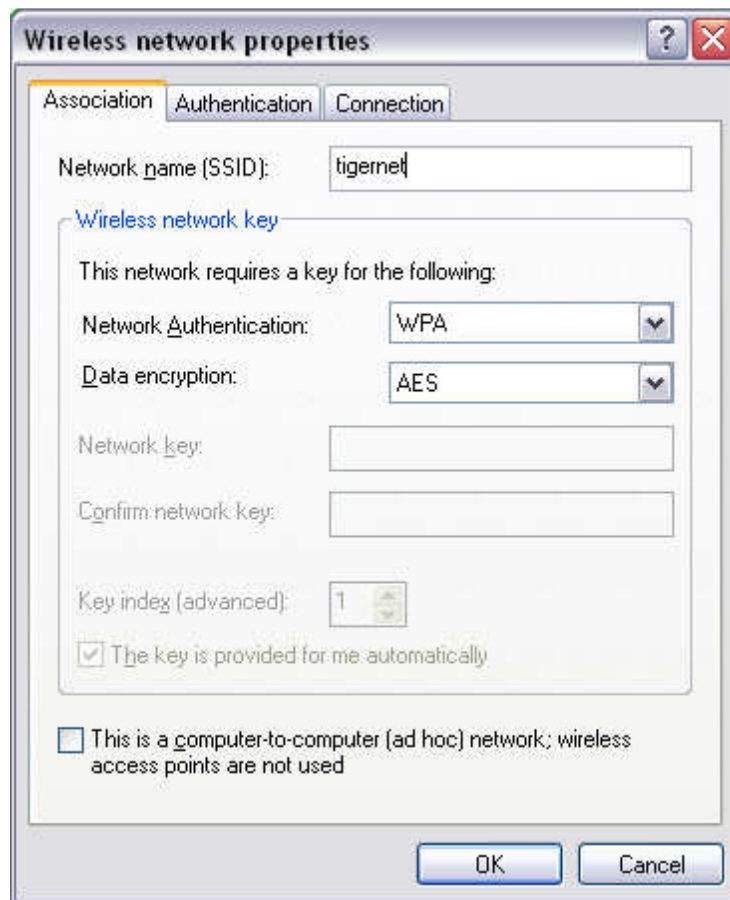 Wireless network properties
?
Association Authentication Connection
Network name (SSID): tigernet
Wireless network key
This network requires a key for the following:
Network Authentication: WPA
Data encryption: AES
Network key:
Confirm network key:
Key index (advanced): 1
The key is provided for me automatically
This is a computer-to-computer (ad hoc) network; wireless
access points are not used
OK Cancel